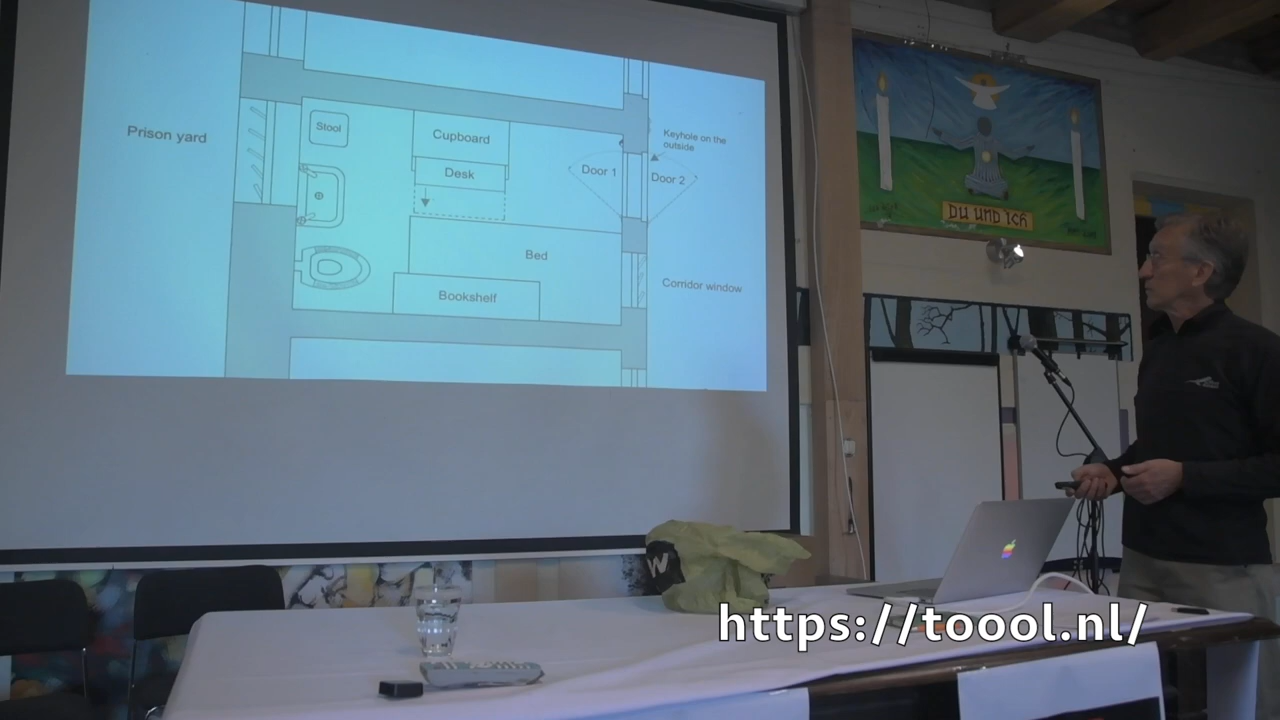 Prison yard
Stool
Cupboard
Desk
Door 1
Door 2
Keyhole on the
outside
Bed
Bookshelf
Corridor window
DU UND ICH
W
https://toool.nl/